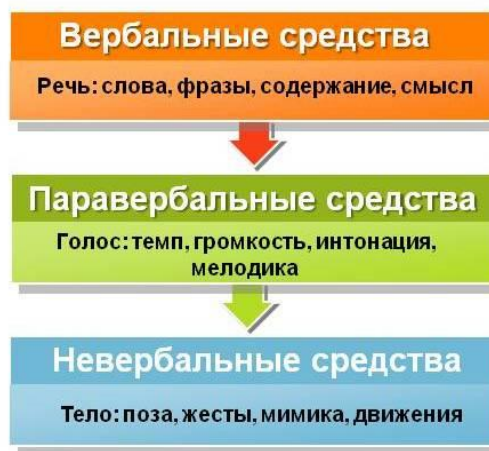 Вербальные средства
Речь: слова, фразы, содержание, смысл
Паравербальные средства
Голос: темп, громкость, интонация,
мелодика
Невербальные средства
Тело: поза, жесты, мимика, движения